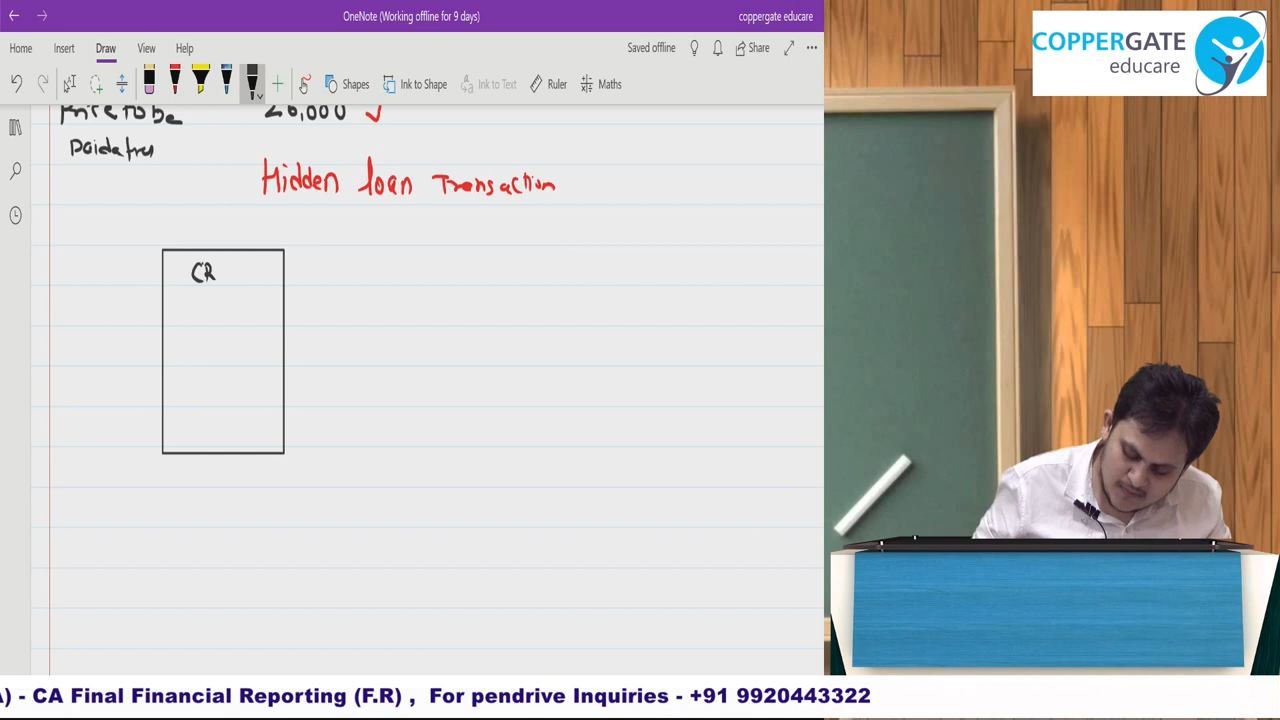 OneNote (Working offline for 9 days)
coppergate educare
Home Insert Draw View Help
Saved offline Share
Shapes Ink to Shape Ink to Text Ruler Maths
COPPERGATE
educare
to be 26,000 ✓
Hidden loan Transaction
CR
A) - CA Final Financial Reporting (F.R) , For pendrive Inquiries - +91 9920443322